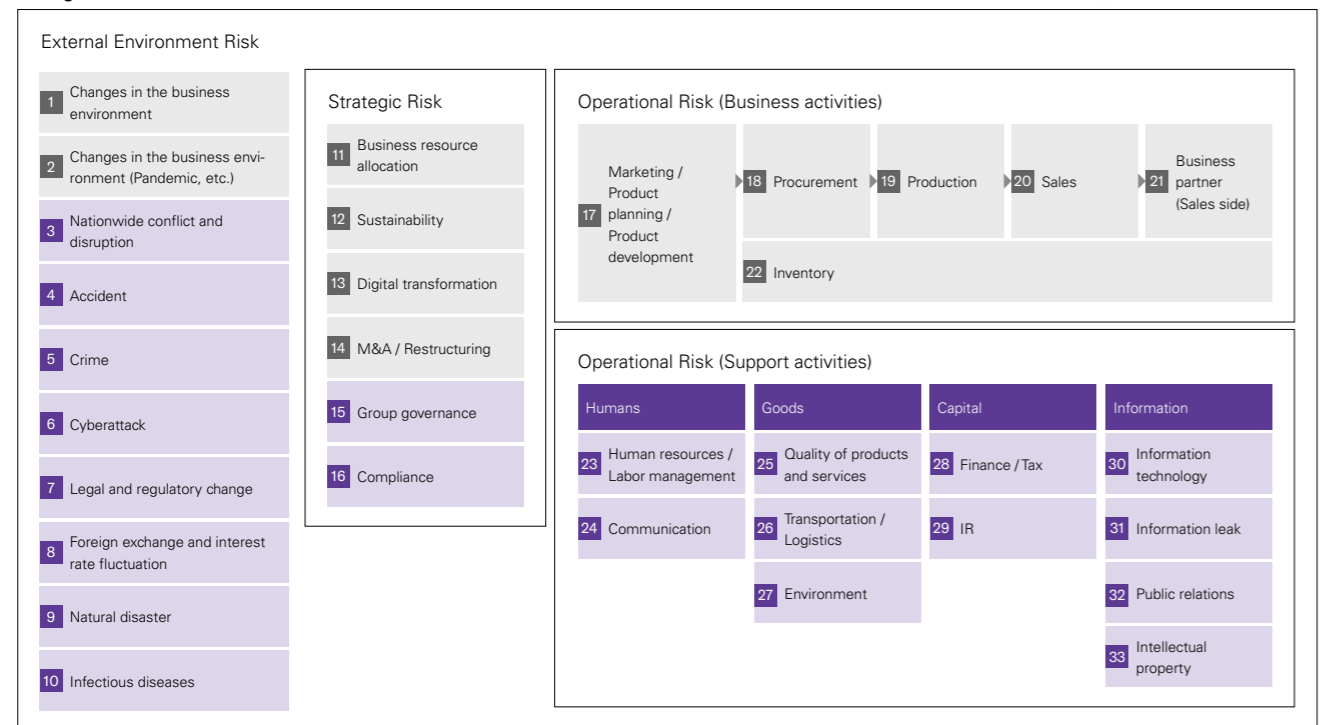 External Environment Risk
1
Changes in the business
environment
2
Changes in the business envi-
ronment (Pandemic, etc.)
3
Nationwide conflict and
disruption
4
Accident
5
Crime
6
Cyberattack
7
Legal and regulatory change
8
Foreign exchange and interest
rate fluctuation
9
Natural disaster
10
Infectious diseases
Strategic Risk
11
Business resource
allocation
12
Sustainability
13
Digital transformation
14
M&A / Restructuring
15
Group governance
16
Compliance
Operational Risk (Business activities)
17
Marketing /
Product
planning /
Product
development
18
Procurement
19
Production
20
Sales
21
Business
partner
(Sales side)
22
Inventory
Operational Risk (Support activities)
Humans
23
Human resources /
Labor management
24
Communication
Goods
25
Quality of products
and services
26
Transportation /
Logistics
27
Environment
Capital
28
Finance / Tax
29
IR
Information
30
Information
technology
31
Information leak
32
Public relations
33
Intellectual
property